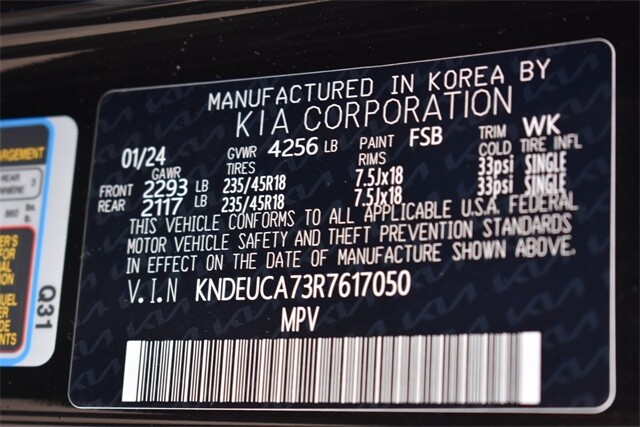 MANUFACTURED IN KOREA BY
KIA CORPORATION
01/24 GVWR 4256 LB PAINT FSB TRIM WK
GAWR TIRES RIMS COLD TIRE INFL
FRONT 2293 LB 235/45R18 7.5Jx18 33psi SINGLE
REAR 2117 LB 235/45R18 7.5Jx18 33psi SINGLE
THIS VEHICLE CONFORMS TO ALL APPLICABLE U.S.A. FEDERAL
MOTOR VEHICLE SAFETY AND THEFT PREVENTION STANDARDS
IN EFFECT ON THE DATE OF MANUFACTURE SHOWN ABOVE.
V.I.N KNDEUCA73R7617050
MPV
ARGEMENT
REAR
Q31